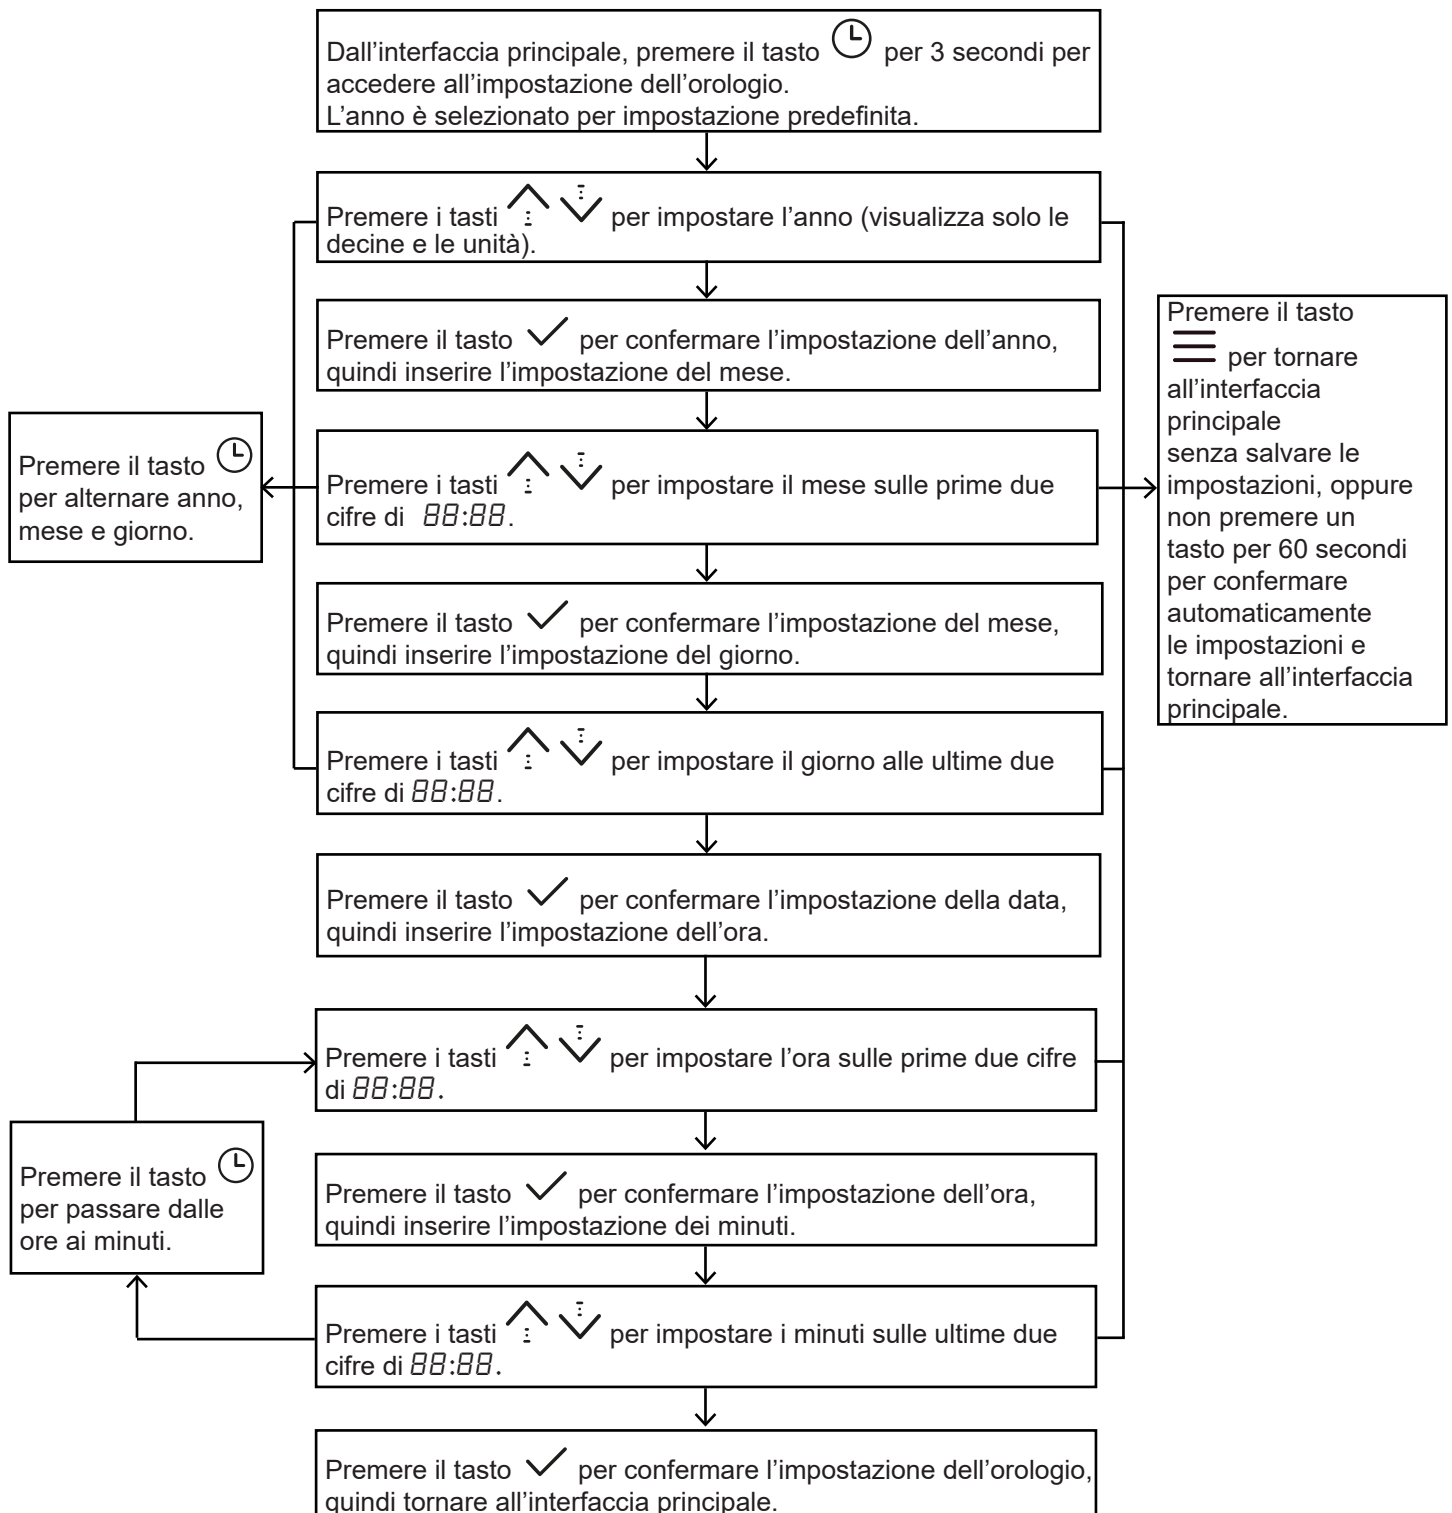 Dall’interfaccia principale, premere il tasto per 3 secondi per
accedere all’impostazione dell’orologio.
L’anno è selezionato per impostazione predefinita.
Premere i tasti per impostare l’anno (visualizza solo le
decine e le unità).
Premere il tasto per confermare l’impostazione dell’anno,
quindi inserire l’impostazione del mese.
Premere il tasto
per alternare anno,
mese e giorno.
Premere i tasti per impostare il mese sulle prime due
cifre di 88:88.
Premere il tasto
per tornare
all’interfaccia
principale
senza salvare le
impostazioni, oppure
non premere un
tasto per 60 secondi
per confermare
automaticamente
le impostazioni e
tornare all’interfaccia
principale.
Premere il tasto per confermare l’impostazione del mese,
quindi inserire l’impostazione del giorno.
Premere i tasti per impostare il giorno alle ultime due
cifre di 88:88.
Premere il tasto per confermare l’impostazione della data,
quindi inserire l’impostazione dell’ora.
Premere i tasti per impostare l’ora sulle prime due cifre
di 88:88.
Premere il tasto
per passare dalle
ore ai minuti.
Premere il tasto per confermare l’impostazione dell’ora,
quindi inserire l’impostazione dei minuti.
Premere i tasti per impostare i minuti sulle ultime due
cifre di 88:88.
Premere il tasto per confermare l’impostazione dell’orologio,
quindi tornare all’interfaccia principale.